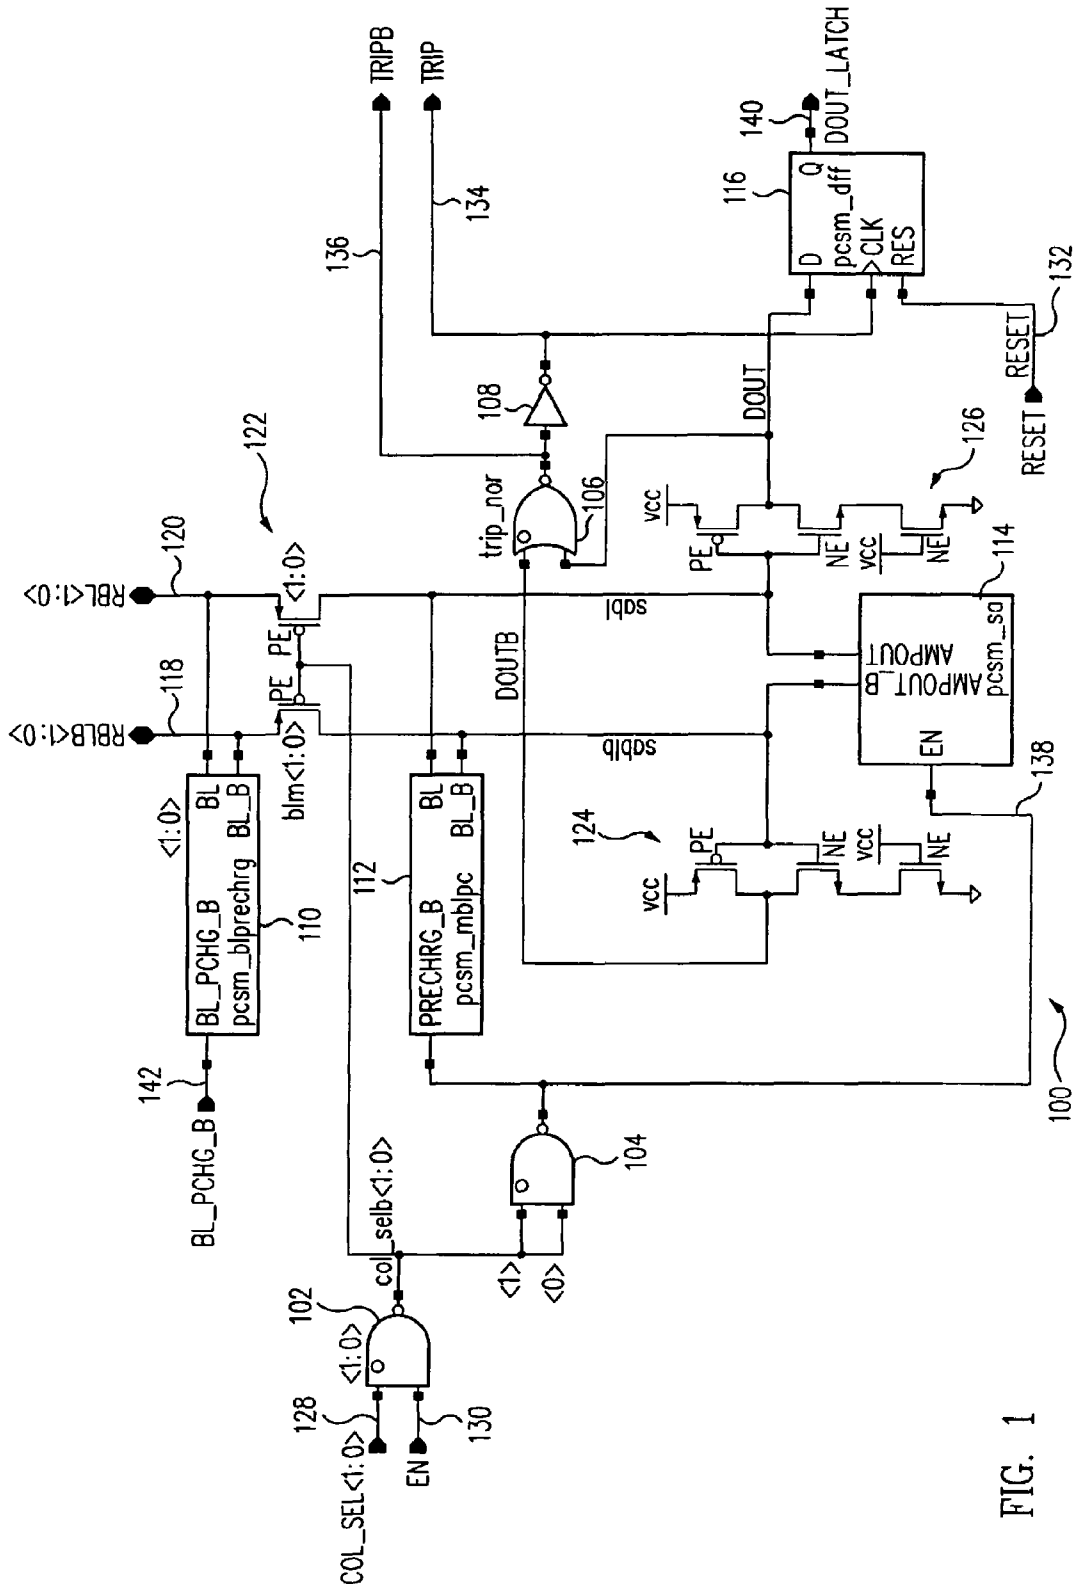 RBLB<1:0>
118
RBL<1:0>
120
122
TRIPB
TRIP
136
134
<1:0>
BL_PCHG_B
142
BL_PCHG_B
pcsm_blprechrg
BL
BL_B
110
PE
PE
<1:0>
blm<1:0>
COL_SEL<1:0>
128
EN
130
<1:0>
102
col_selb<1:0>
<1>
<0>
104
112
PRECHRG_B
pcsm_mblpc
BL
BL_B
DOUTB
sabl
sablb
trip_nor
106
108
DOUT
116
D
Q
pcsm_dff
CLK
RES
140
DOUT_LATCH
RESET
RESET
132
124
vcc
PE
NE
vcc
NE
vcc
PE
NE
vcc
NE
126
114
AMPOUT
AMPOUT_B
pcsm_sa
EN
138
100
FIG. 1